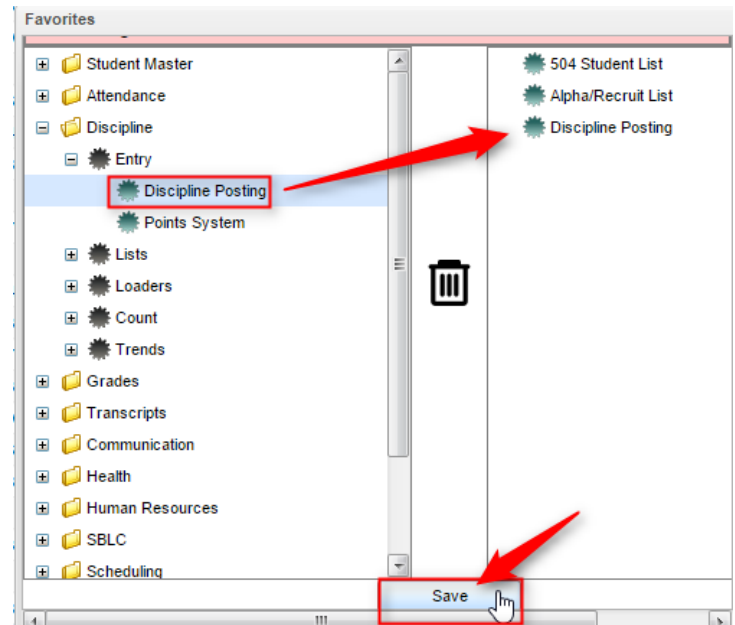 Favorites
Student Master
Attendance
Discipline
Entry
Discipline Posting
Points System
Lists
Loaders
Count
Trends
Grades
Transcripts
Communication
Health
Human Resources
SBLC
Scheduling
504 Student List
Alpha/Recruit List
Discipline Posting
Save